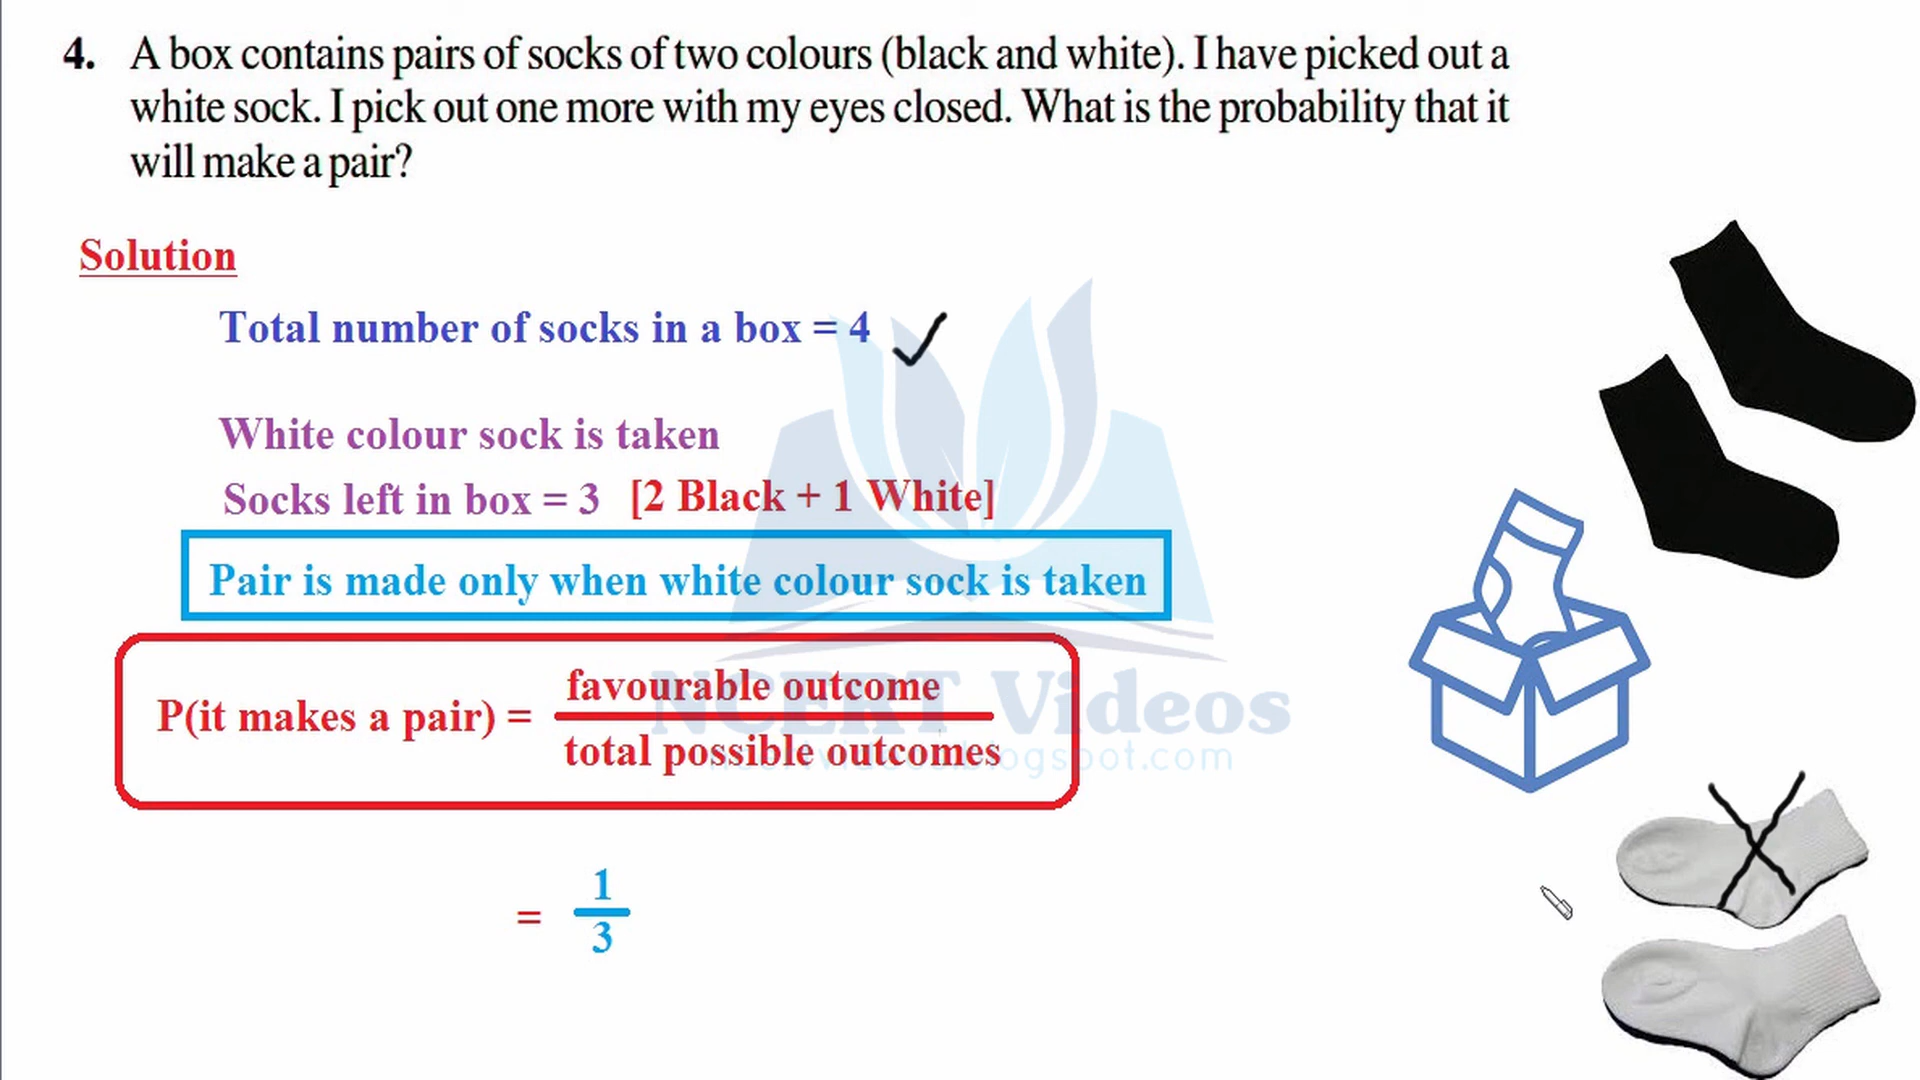 4. A box contains pairs of socks of two colours (black and white). I have picked out a
white sock. I pick out one more with my eyes closed. What is the probability that it
will make a pair?
Solution
Total number of socks in a box = 4
White colour sock is taken
Socks left in box = 3 [2 Black + 1 White]
Pair is made only when white colour sock is taken
P(it makes a pair) = favourable outcome
total possible outcomes
NCERT Videos
ncertvideos.blogspot.com
= 1
3